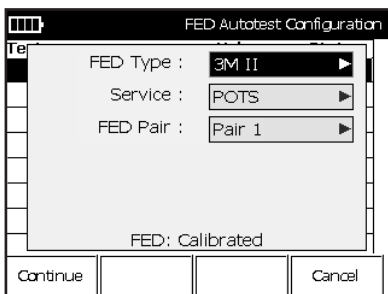 FED Autotest Configuration
FED Type : 3M II
Service : POTS
FED Pair : Pair 1
FED: Calibrated
Continue Cancel